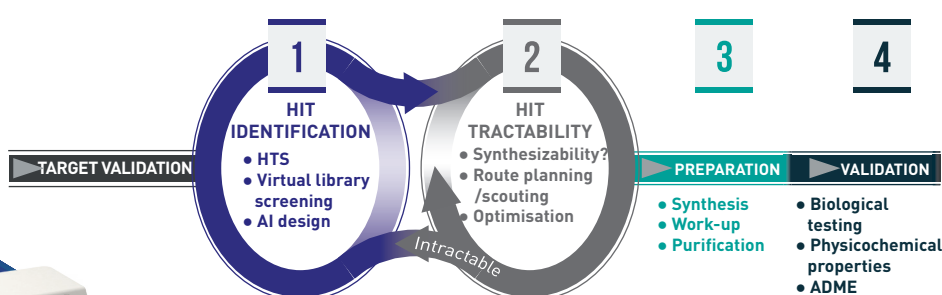 1
2
3
4
HIT
IDENTIFICATION
● HTS
● Virtual library
screening
● AI design
HIT
TRACTABILITY
● Synthesizability?
● Route planning
/scouting
● Optimisation
Intractable
TARGET VALIDATION
PREPARATION
● Synthesis
● Work-up
● Purification
VALIDATION
● Biological
testing
● Physicochemical
properties
● ADME